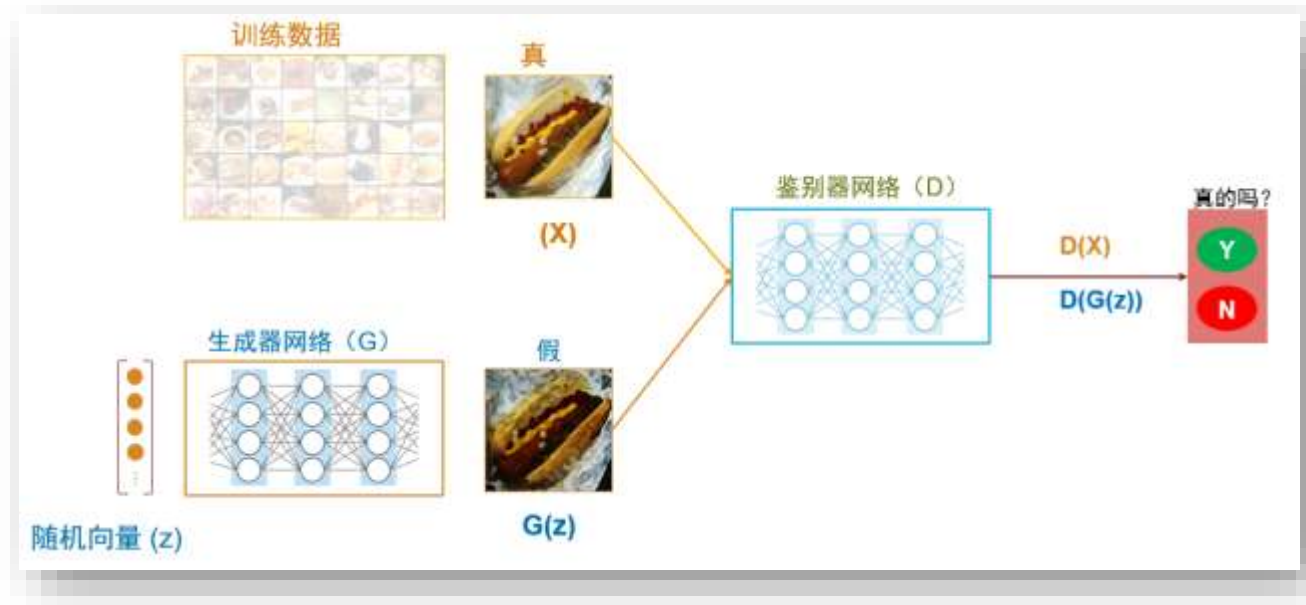 训练数据
真
(X)
鉴别器网络（D）
真的吗?
D(X)
Y
D(G(z))
N
生成器网络（G）
假
G(z)
随机向量 (z)